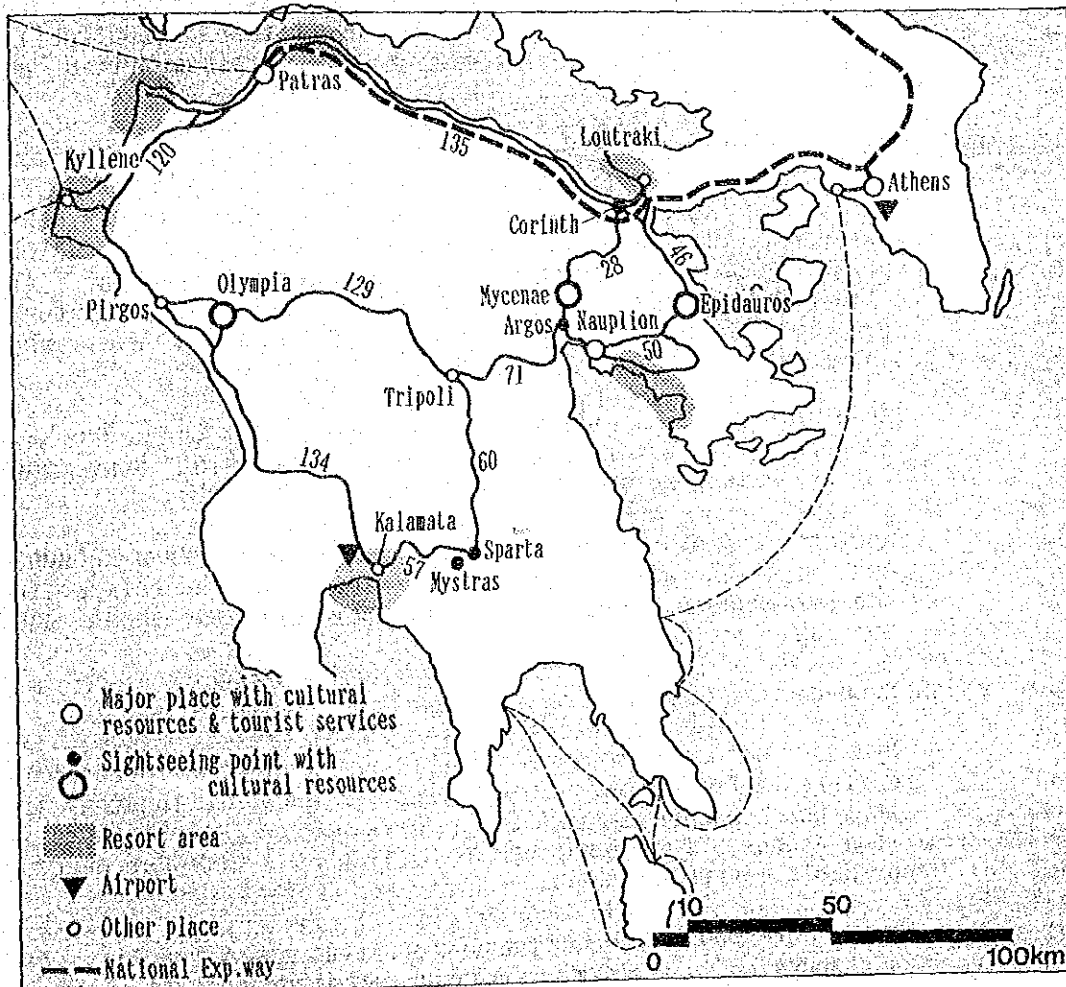 Patras
Loutraki
Kyllene
120
135
Athens
Corinth
46
28
Olympia
129
Mycenae
Pirgos
Argos
Nauplion
Epidauros
50
71
Tripoli
60
134
Kalamata
Sparta
57
Mystras
Major place with cultural
resources & tourist services
Sightseeing point with
cultural resources
Resort area
Airport
Other place
National Exp.way
10
50
0
100km